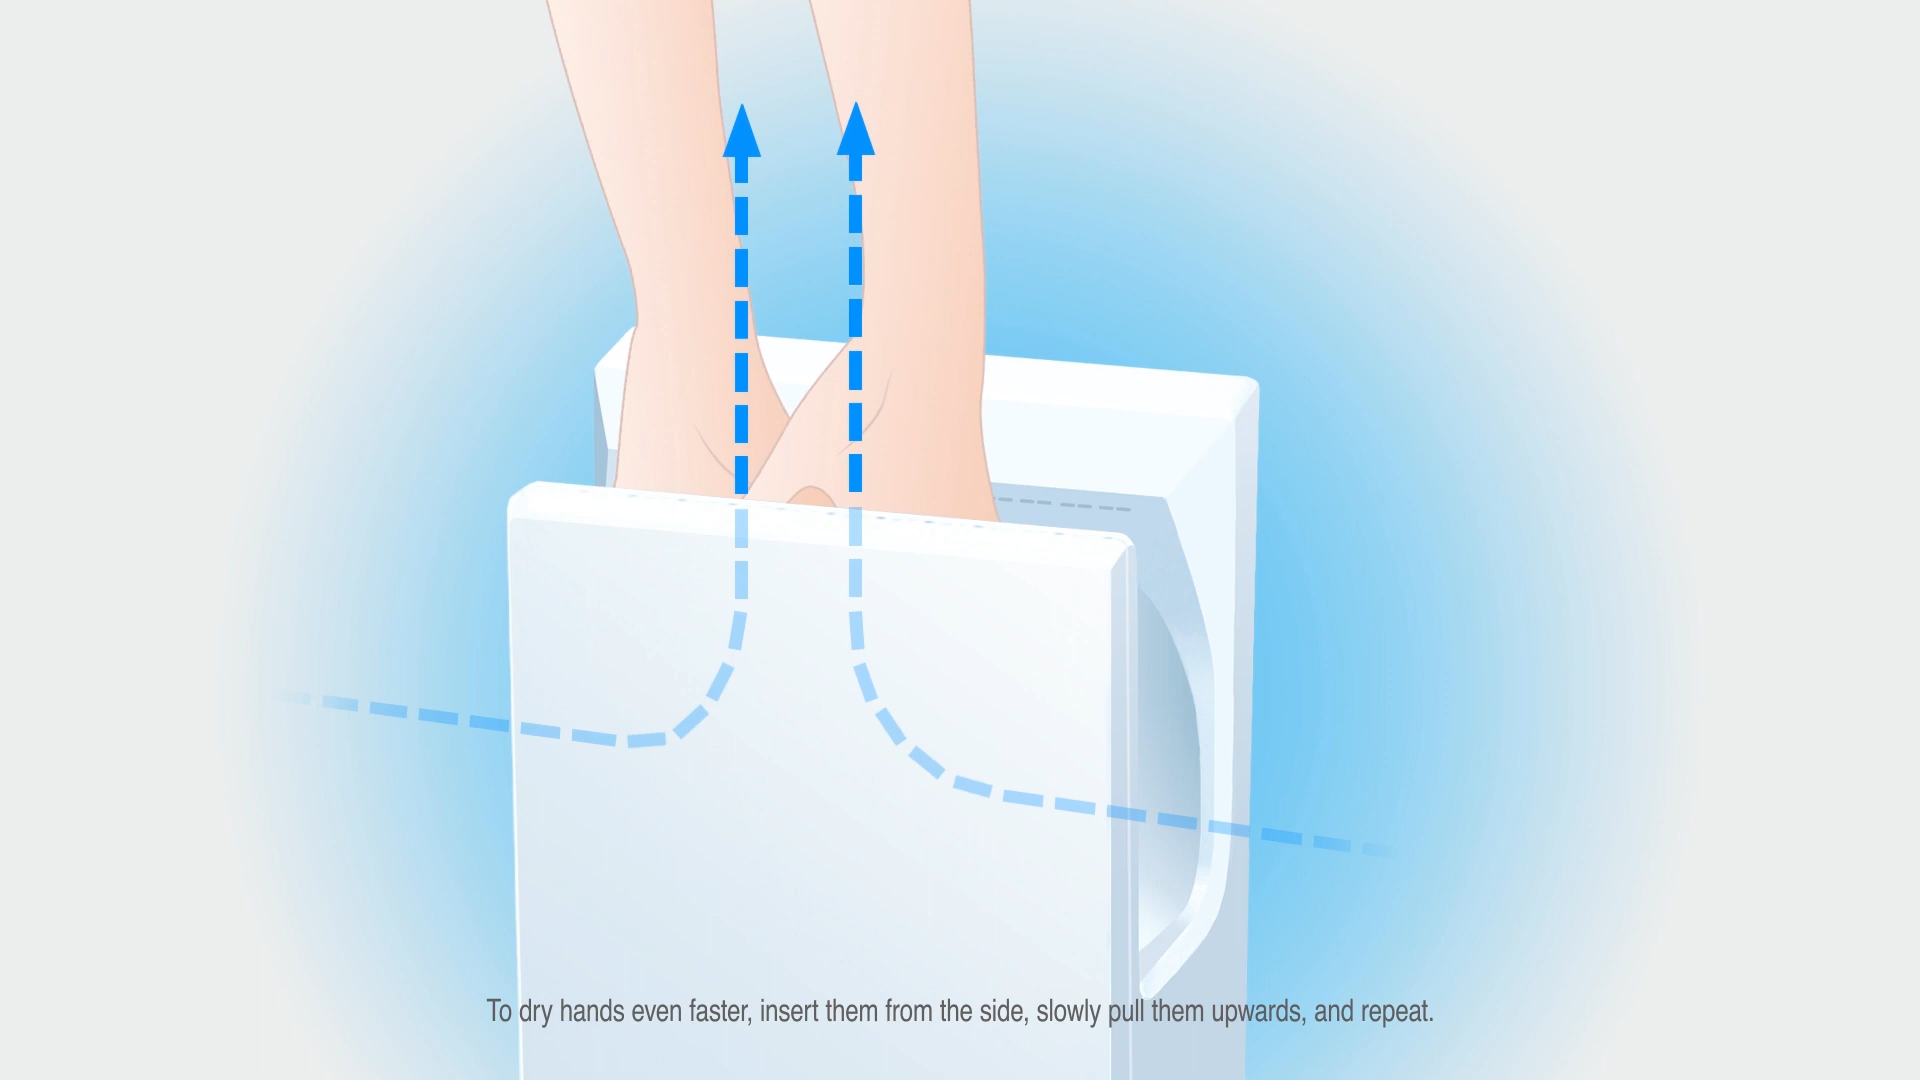 To dry hands even faster, insert them from the side, slowly pull them upwards, and repeat.